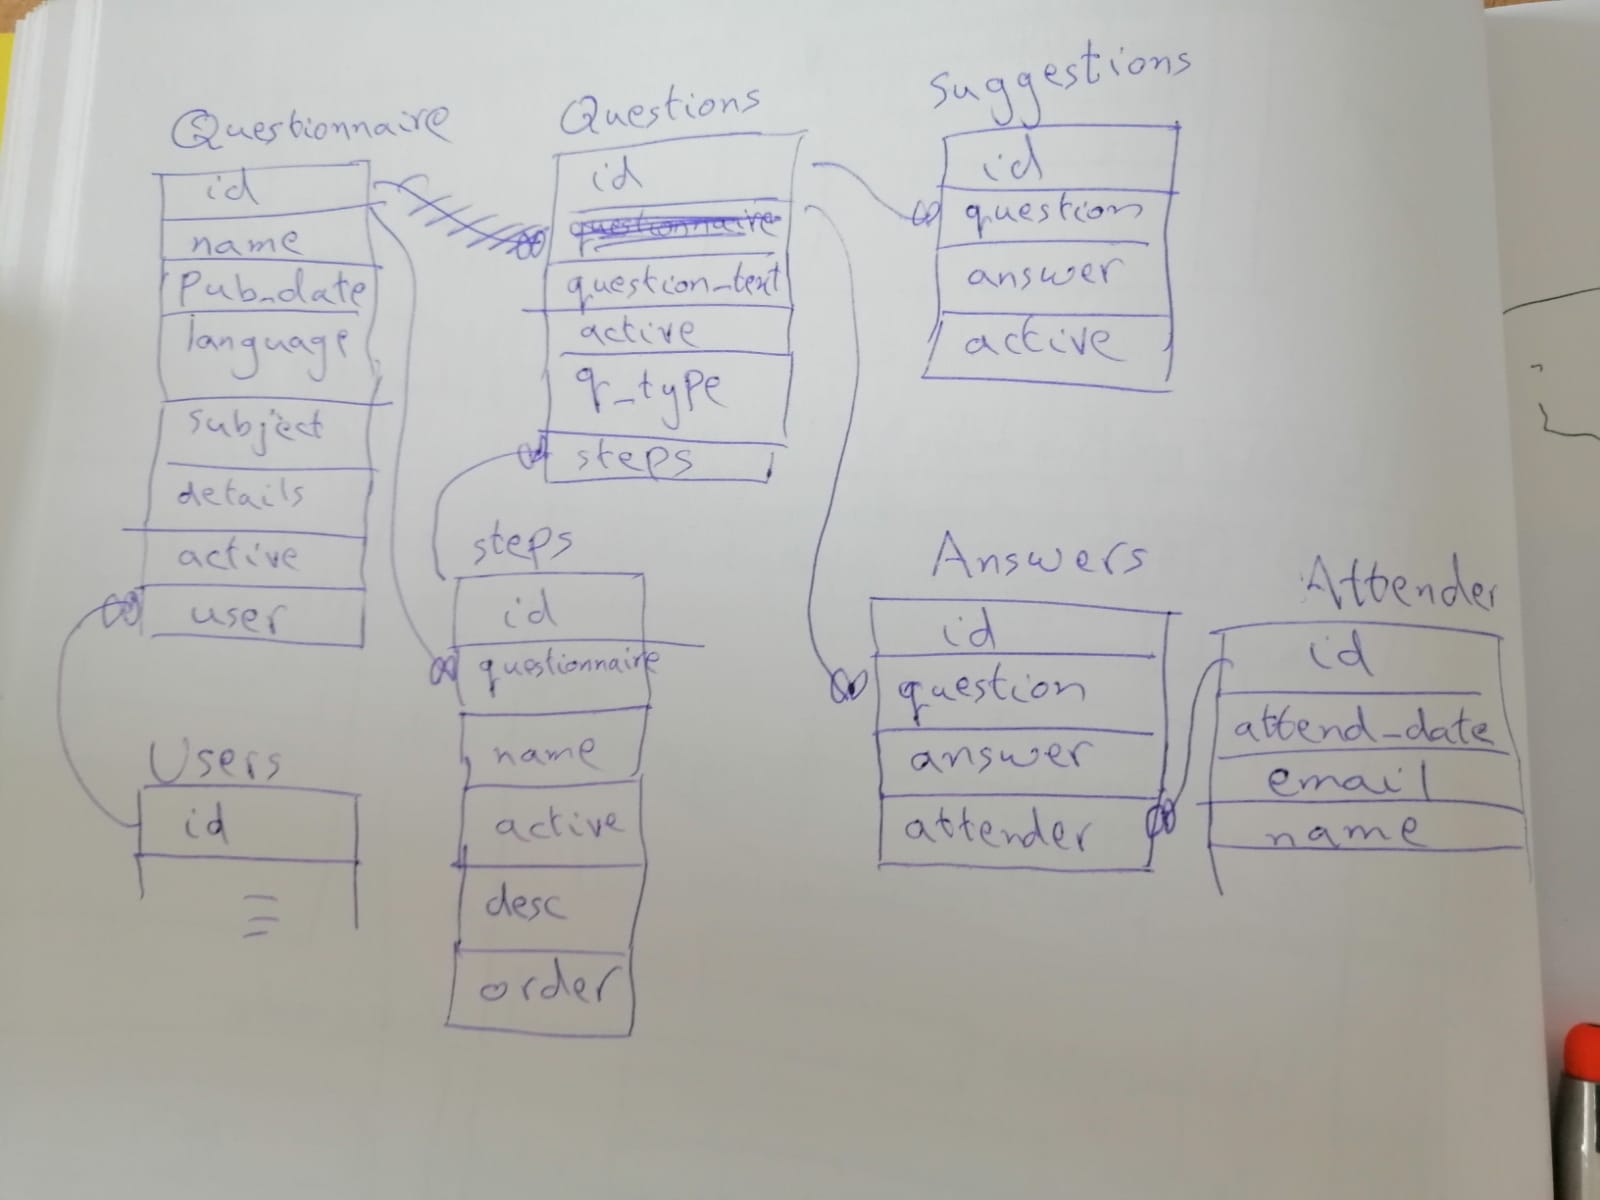 Questionnaire
id
name
Pub_date
language
subject
details
active
user
Users
id
Questions
id
questionnaire
question_text
active
q_type
steps
steps
id
questionnaire
name
active
desc
order
Suggestions
id
question
answer
active
Answers
id
question
answer
attender
Attender
id
attend_date
email
name